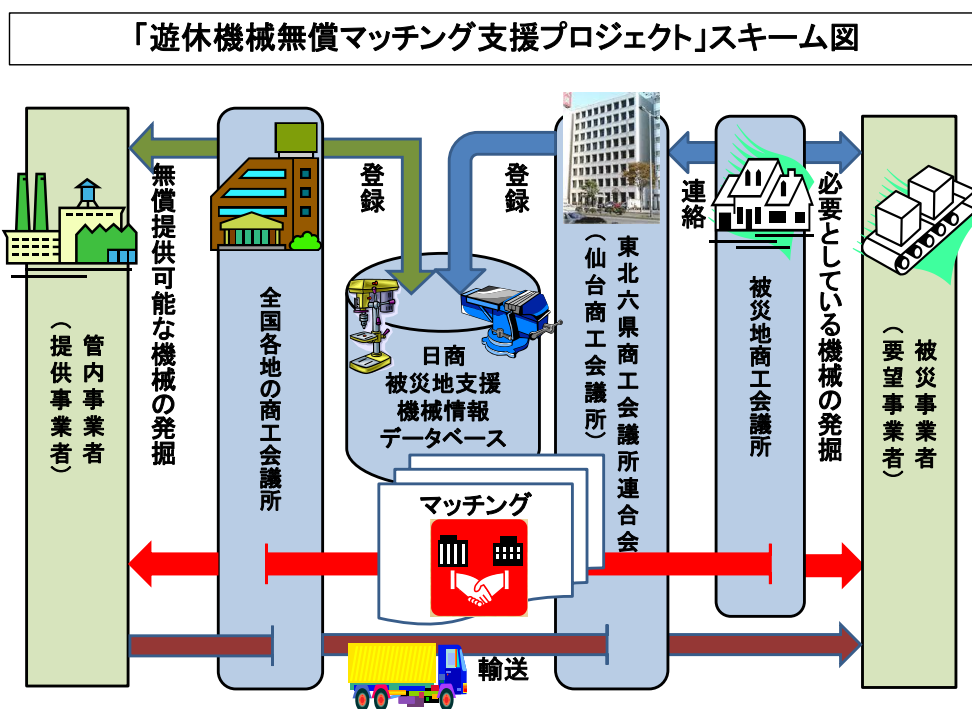 「遊休機械無償マッチング支援プロジェクト」スキーム図
管内事業者
（提供事業者）
無償提供可能な機械の発掘
全国各地の商工会議所
登録
登録
日商
被災地支援
機械情報
データベース
東北六県商工会議所連合会
（仙台商工会議所）
連絡
被災地商工会議所
必要としている機械の発掘
被災事業者
（要望事業者）
マッチング
輸送